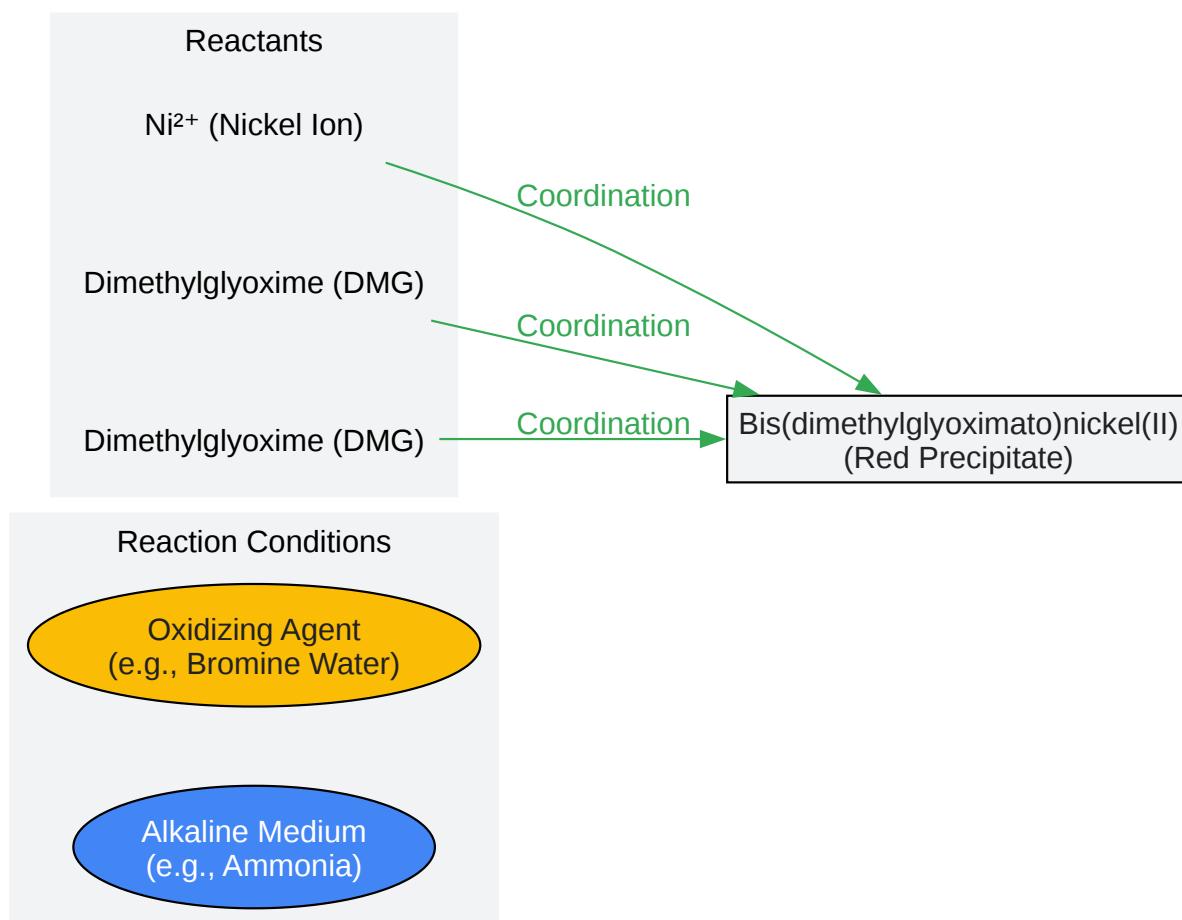 Reactants
Ni²⁺ (Nickel Ion)
Coordination
Dimethylglyoxime (DMG)
Coordination
Dimethylglyoxime (DMG)
Coordination
Bis(dimethylglyoximato)nickel(II)
(Red Precipitate)
Reaction Conditions
Oxidizing Agent
(e.g., Bromine Water)
Alkaline Medium
(e.g., Ammonia)